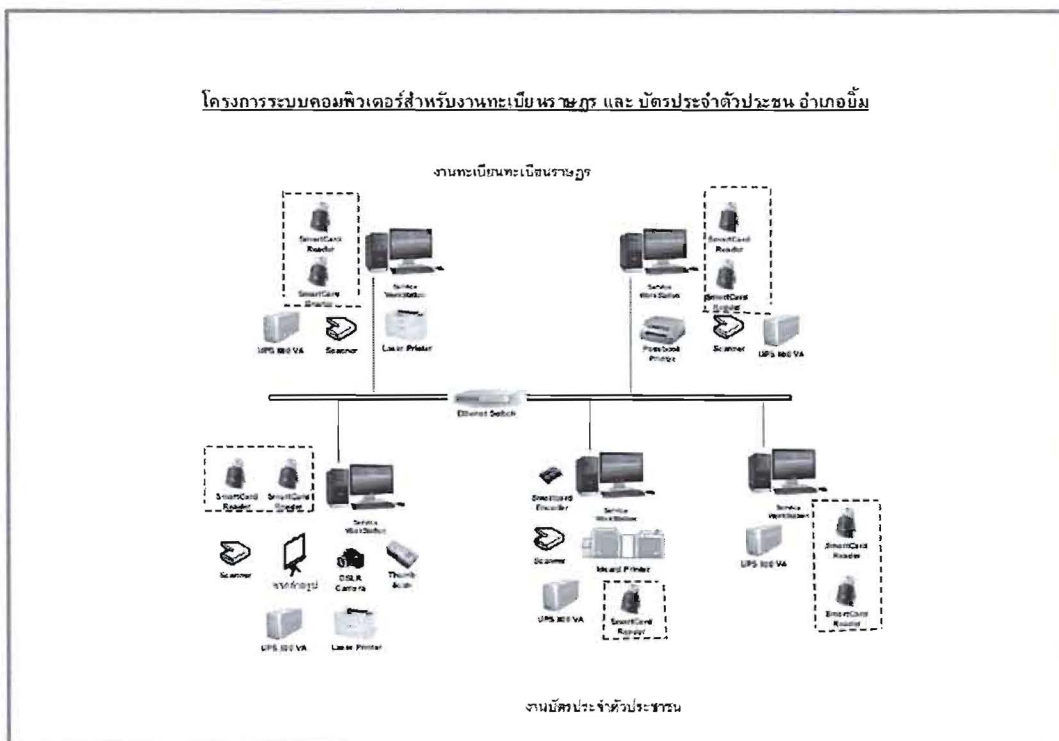 โครงการระบบคอมพิวเตอร์สำหรับงานทะเบียนราษฎร และ บัตรประจำตัวประชน อำเภอยิ้ม
งานทะเบียนทะเบียนราษฎร
SmartCard
Reader
SmartCard
Reader
Service
WorkStation
UPS 800 VA
Scanner
Laser Printer
Service
WorkStation
SmartCard
Reader
SmartCard
Reader
Passbook
Printer
Scanner
UPS 800 VA
Ethernet Switch
SmartCard
Reader
SmartCard
Reader
Service
WorkStation
Scanner
ฉากถ่ายรูป
DSLR
Camera
Thumb
Scan
UPS 800 VA
Laser Printer
Smartcard
Encoder
Service
WorkStation
Scanner
Idcard Printer
UPS 800 VA
SmartCard
Reader
Service
WorkStation
UPS 800 VA
SmartCard
Reader
SmartCard
Reader
งานบัตรประจำตัวประชาชน